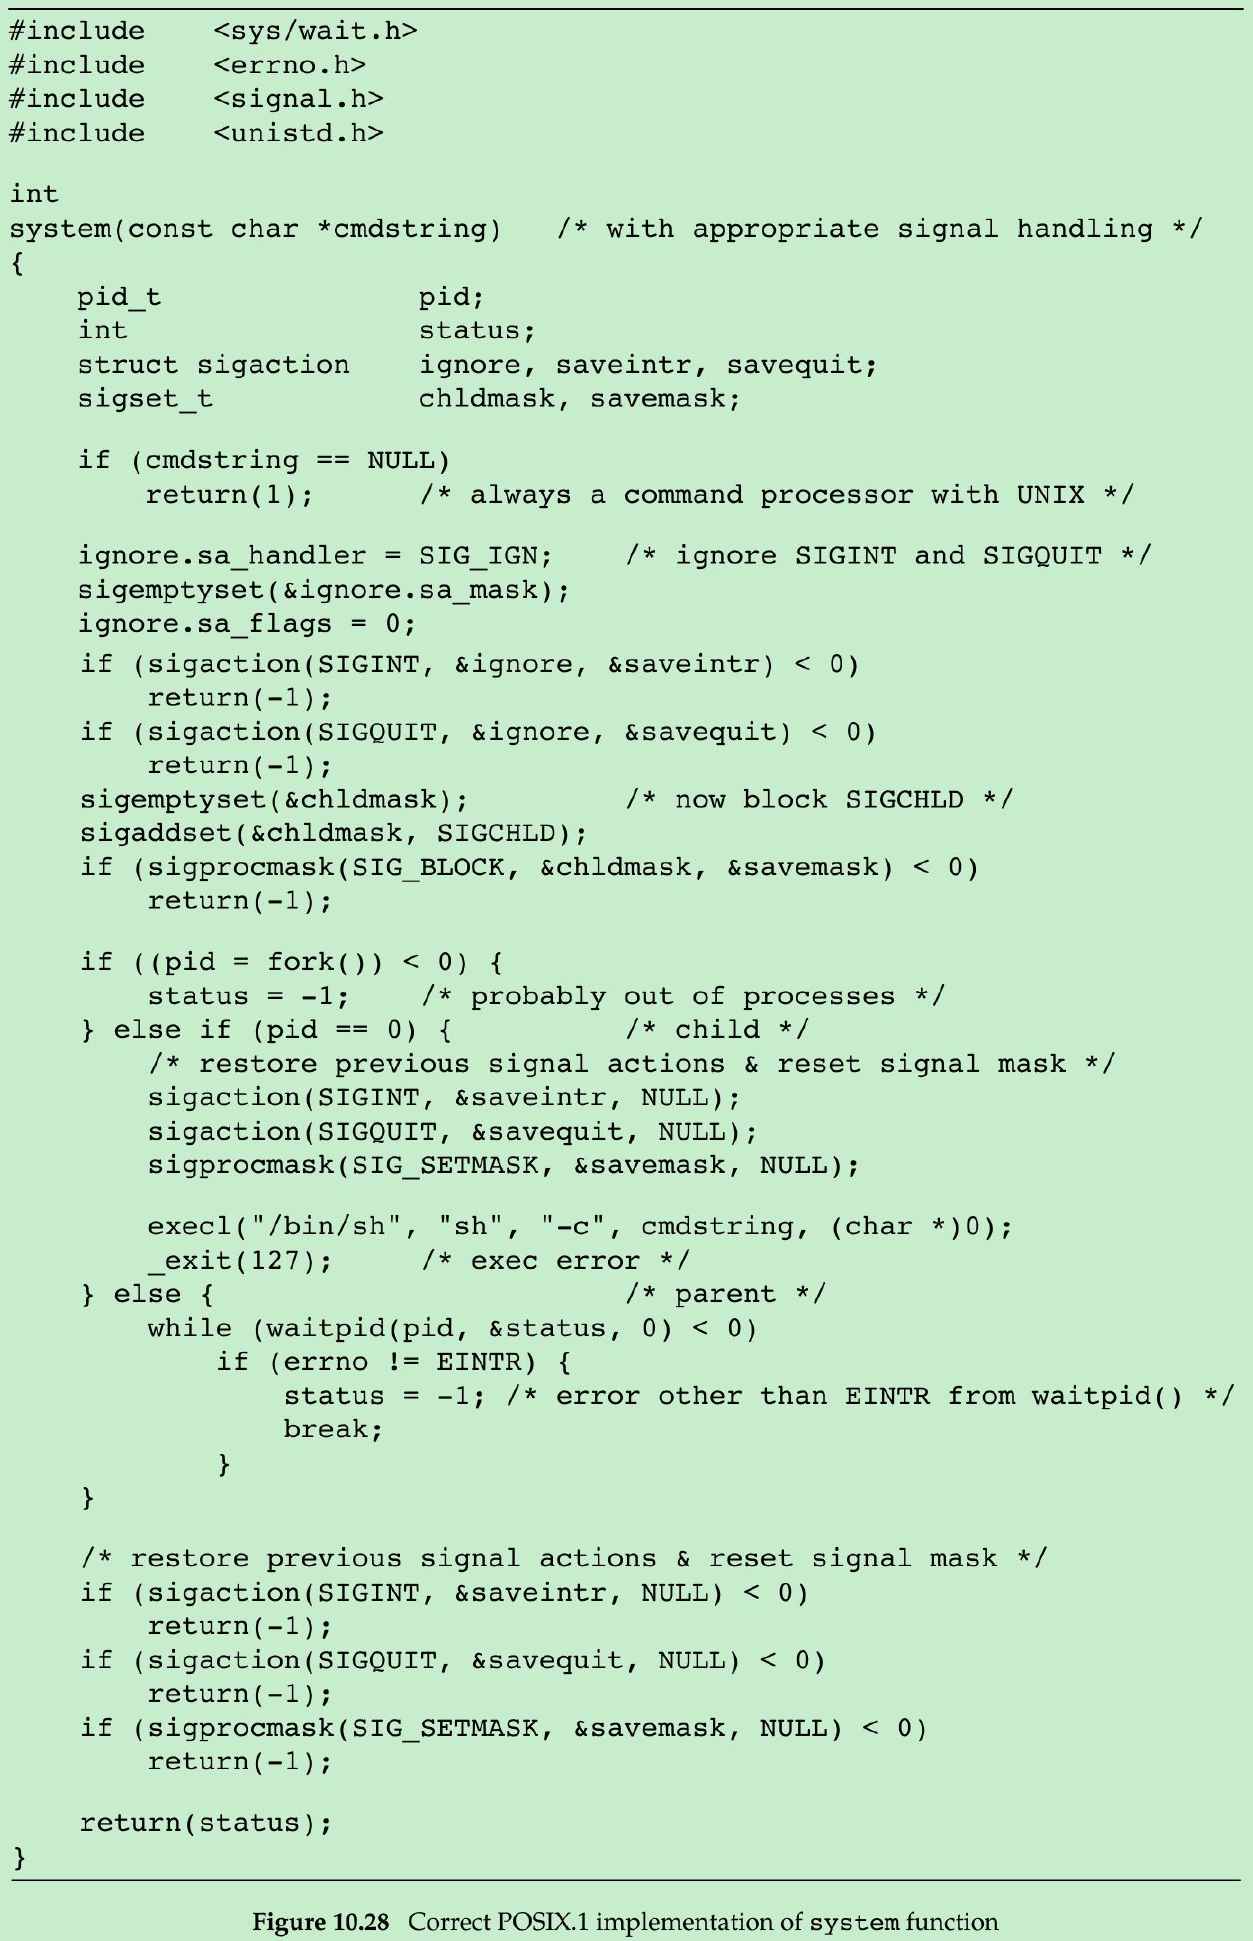 #include    <sys/wait.h>
#include    <errno.h>
#include    <signal.h>
#include    <unistd.h>

int
system(const char *cmdstring)   /* with appropriate signal handling */
{
    pid_t               pid;
    int                 status;
    struct sigaction    ignore, saveintr, savequit;
    sigset_t            chldmask, savemask;

    if (cmdstring == NULL)
        return(1);      /* always a command processor with UNIX */

    ignore.sa_handler = SIG_IGN;    /* ignore SIGINT and SIGQUIT */
    sigemptyset(&ignore.sa_mask);
    ignore.sa_flags = 0;
    if (sigaction(SIGINT, &ignore, &saveintr) < 0)
        return(-1);
    if (sigaction(SIGQUIT, &ignore, &savequit) < 0)
        return(-1);
    sigemptyset(&chldmask);         /* now block SIGCHLD */
    sigaddset(&chldmask, SIGCHLD);
    if (sigprocmask(SIG_BLOCK, &chldmask, &savemask) < 0)
        return(-1);

    if ((pid = fork()) < 0) {
        status = -1;    /* probably out of processes */
    } else if (pid == 0) {          /* child */
        /* restore previous signal actions & reset signal mask */
        sigaction(SIGINT, &saveintr, NULL);
        sigaction(SIGQUIT, &savequit, NULL);
        sigprocmask(SIG_SETMASK, &savemask, NULL);

        execl("/bin/sh", "sh", "-c", cmdstring, (char *)0);
        _exit(127);     /* exec error */
    } else {                        /* parent */
        while (waitpid(pid, &status, 0) < 0)
            if (errno != EINTR) {
                status = -1; /* error other than EINTR from waitpid() */
                break;
            }
    }

    /* restore previous signal actions & reset signal mask */
    if (sigaction(SIGINT, &saveintr, NULL) < 0)
        return(-1);
    if (sigaction(SIGQUIT, &savequit, NULL) < 0)
        return(-1);
    if (sigprocmask(SIG_SETMASK, &savemask, NULL) < 0)
        return(-1);

    return(status);
}
Figure 10.28 Correct POSIX.1 implementation of system function